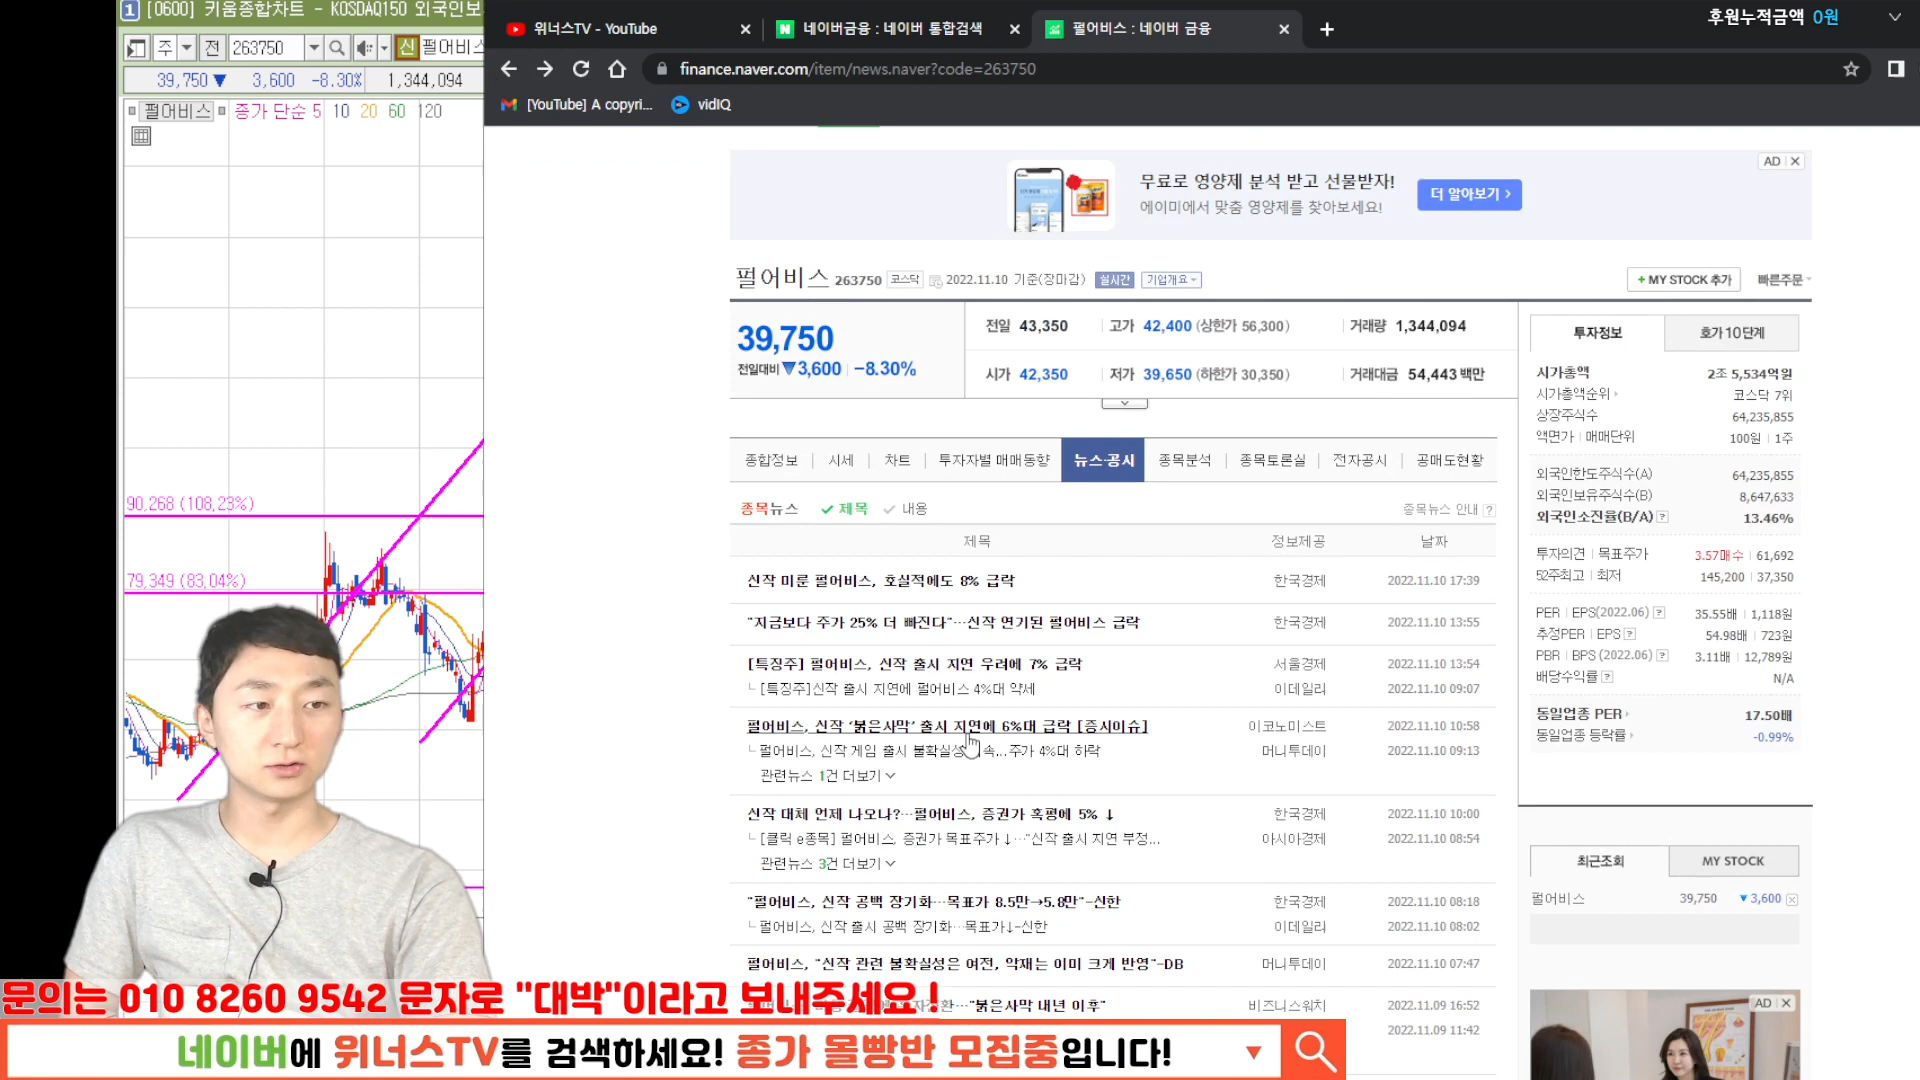 1 [0600] 키움종합차트 - KOSDAQ150 외국인보
주 전 263750 신 펄어비스
39,750 ▼ 3,600 -8.30% 1,344,094
펄어비스 종가 단순 5 10 20 60 120
90,268 (108,23%)
79,349 (83,04%)
위너스TV - YouTube
네이버금융 : 네이버 통합검색
펄어비스 : 네이버 금융
후원누적금액 0원
finance.naver.com/item/news.naver?code=263750
[YouTube] A copyri...
vidIQ
무료로 영양제 분석 받고 선물받자!
에이미에서 맞춤 영양제를 찾아보세요!
더 알아보기 ›
AD
펄어비스 263750 코스닥 2022.11.10 기준(장마감) 실시간 기업개요
+ MY STOCK 추가 빠른주문
39,750
전일대비 ▼3,600 -8.30%
전일 43,350 고가 42,400 (상한가 56,300) 거래량 1,344,094
시가 42,350 저가 39,650 (하한가 30,350) 거래대금 54,443 백만
종합정보 시세 차트 투자자별 매매동향 뉴스·공시 종목분석 종목토론실 전자공시 공매도현황
종목뉴스 ✓ 제목 ✓ 내용 종목뉴스 안내 ?
제목 정보제공 날짜
신작 미룬 펄어비스, 호실적에도 8% 급락 한국경제 2022.11.10 17:39
"지금보다 주가 25% 더 빠진다"…신작 연기된 펄어비스 급락 한국경제 2022.11.10 13:55
[특징주] 펄어비스, 신작 출시 지연 우려에 7% 급락 서울경제 2022.11.10 13:54
[특징주]신작 출시 지연에 펄어비스 4%대 약세 이데일리 2022.11.10 09:07
펄어비스, 신작 '붉은사막' 출시 지연에 6%대 급락 [증시이슈] 이코노미스트 2022.11.10 10:58
펄어비스, 신작 게임 출시 불확실성 속...주가 4%대 하락 머니투데이 2022.11.10 09:13
관련뉴스 1건 더보기
신작 대체 언제 나오나?…펄어비스, 증권가 혹평에 5% ↓ 한국경제 2022.11.10 10:00
[클릭 e종목] 펄어비스, 증권가 목표주가↓…"신작 출시 지연 부정... 아시아경제 2022.11.10 08:54
관련뉴스 3건 더보기
"펄어비스, 신작 공백 장기화…목표가 8.5만→5.8만"-신한 한국경제 2022.11.10 08:18
펄어비스, 신작 출시 공백 장기화…목표가↓-신한 이데일리 2022.11.10 08:02
펄어비스, "신작 관련 불확실성은 여전, 악재는 이미 크게 반영"-DB 머니투데이 2022.11.10 07:47
"붉은사막 내년 이후" 비즈니스워치 2022.11.09 16:52
2022.11.09 11:42
투자정보 호가 10단계
시가총액 2조 5,534억원
시가총액순위 코스닥 7위
상장주식수 64,235,855
액면가 매매단위 100원 1주
외국인한도주식수(A) 64,235,855
외국인보유주식수(B) 8,647,633
외국인소진율(B/A) ? 13.46%
투자의견 목표주가 3.57매수 61,692
52주최고 최저 145,200 37,350
PER EPS(2022.06) ? 35.55배 1,118원
추정PER EPS ? 54.98배 723원
PBR BPS (2022.06) ? 3.11배 12,789원
배당수익률 ? N/A
동일업종 PER 17.50배
동일업종 등락률 -0.99%
최근조회 MY STOCK
펄어비스 39,750 ▼3,600
AD
문의는 010 8260 9542 문자로 "대박"이라고 보내주세요 !
네이버에 위너스TV를 검색하세요! 종가 몰빵반 모집중입니다!